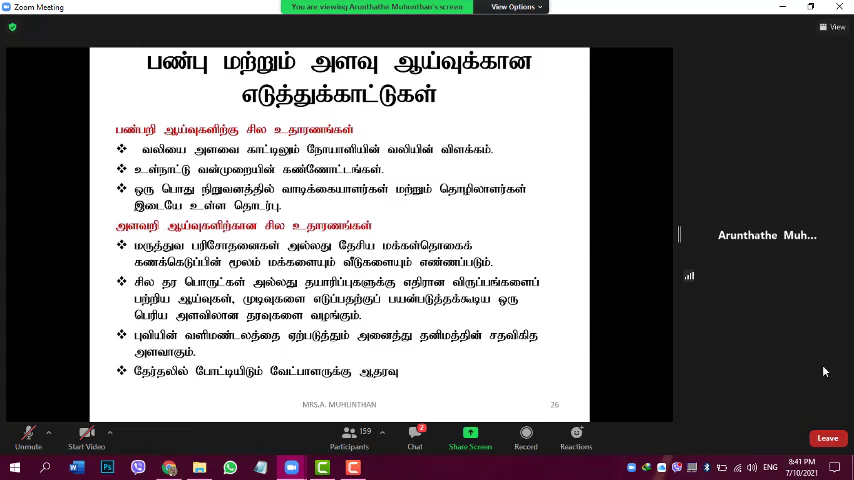 Zoom Meeting
You are viewing Arunthathe Muhunthan's screen
View Options
View
பண்பு மற்றும் அளவு ஆய்வுக்கான
எடுத்துக்காட்டுகள்
பண்பறி ஆய்வுகளிற்கு சில உதாரணங்கள்
❖ வலியை அளவை காட்டிலும் நோயாளியின் வலியின் விளக்கம்.
❖ உள்நாட்டு வன்முறையின் கண்ணோட்டங்கள்.
❖ ஒரு பொது நிறுவனத்தில் வாடிக்கையாளர்கள் மற்றும் தொழிலாளர்கள்
இடையே உள்ள தொடர்பு.
அளவறி ஆய்வுகளிற்கான சில உதாரணங்கள்
❖ மருத்துவ பரிசோதனைகள் அல்லது தேசிய மக்கள்தொகைக்
கணக்கெடுப்பின் மூலம் மக்களையும் வீடுகளையும் எண்ணப்படும்.
❖ சில தர பொருட்கள் அல்லது தயாரிப்புகளுக்கு எதிரான விருப்பங்களைப்
பற்றிய ஆய்வுகள், முடிவுகளை எடுப்பதற்குப் பயன்படுத்தக்கூடிய ஒரு
பெரிய அளவிலான தரவுகளை வழங்கும்.
❖ புவியின் வளிமண்டலத்தை ஏற்படுத்தும் அனைத்து தனிமத்தின் சதவிகித
அளவாகும்.
❖ தேர்தலில் போட்டியிடும் வேட்பாளருக்கு ஆதரவு
MRS.A. MUHUNTHAN
26
Arunthathe Muh...
Unmute
Start Video
159
Participants
2
Chat
Share Screen
Record
Reactions
Leave
ENG
8:41 PM
7/10/2021